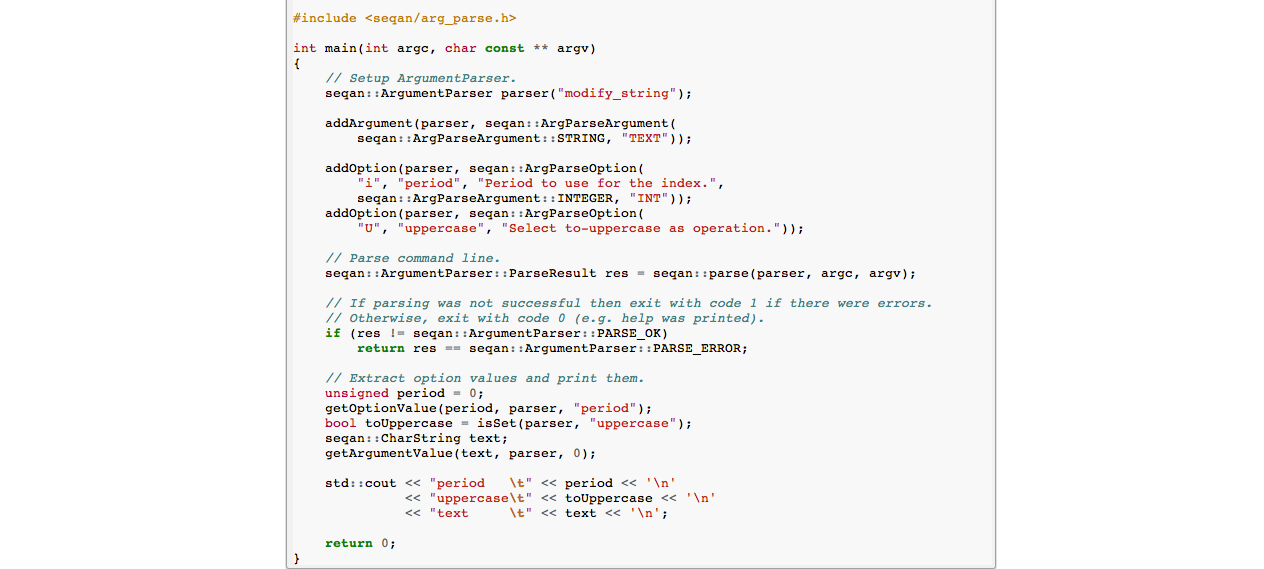 #include <seqan/arg_parse.h>
int main(int argc, char const ** argv)
{
// Setup ArgumentParser.
seqan::ArgumentParser parser("modify_string");
addArgument(parser, seqan::ArgParseArgument(
seqan::ArgParseArgument::STRING, "TEXT"));
addOption(parser, seqan::ArgParseOption(
"i", "period", "Period to use for the index.",
seqan::ArgParseArgument::INTEGER, "INT"));
addOption(parser, seqan::ArgParseOption(
"U", "uppercase", "Select to-uppercase as operation."));
// Parse command line.
seqan::ArgumentParser::ParseResult res = seqan::parse(parser, argc, argv);
// If parsing was not successful then exit with code 1 if there were errors.
// Otherwise, exit with code 0 (e.g. help was printed).
if (res != seqan::ArgumentParser::PARSE_OK)
return res == seqan::ArgumentParser::PARSE_ERROR;
// Extract option values and print them.
unsigned period = 0;
getOptionValue(period, parser, "period");
bool toUppercase = isSet(parser, "uppercase");
seqan::CharString text;
getArgumentValue(text, parser, 0);
std::cout << "period   \t" << period << '\n'
<< "uppercase\t" << toUppercase << '\n'
<< "text     \t" << text << '\n';
return 0;
}